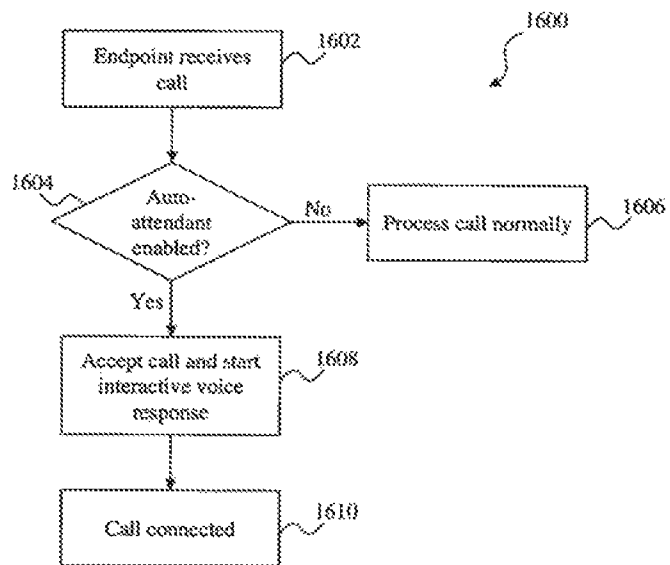 1600
1602
Endpoint receives
call
1604
Auto-
attendant
enabled?
No
Process call normally
1606
Yes
Accept call and start
interactive voice
response
1608
Call connected
1610